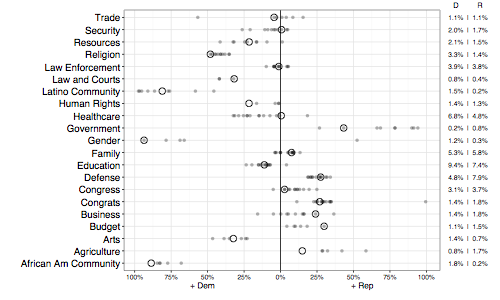 D R
Trade 1.1% | 1.1%
Security 2.0% | 1.7%
Resources 2.1% | 1.5%
Religion 3.3% | 1.4%
Law Enforcement 3.9% | 3.8%
Law and Courts 0.8% | 0.4%
Latino Community 1.5% | 0.2%
Human Rights 1.4% | 1.3%
Healthcare 6.8% | 4.8%
Government 0.2% | 0.8%
Gender 1.2% | 0.3%
Family 5.3% | 5.8%
Education 9.4% | 7.4%
Defense 4.8% | 7.9%
Congress 3.1% | 3.7%
Congrats 1.4% | 1.8%
Business 1.4% | 1.8%
Budget 1.1% | 1.5%
Arts 1.4% | 0.7%
Agriculture 0.8% | 1.7%
African Am Community 1.8% | 0.2%
100% 75% 50% 25% 0% 25% 50% 75% 100%
+ Dem + Rep